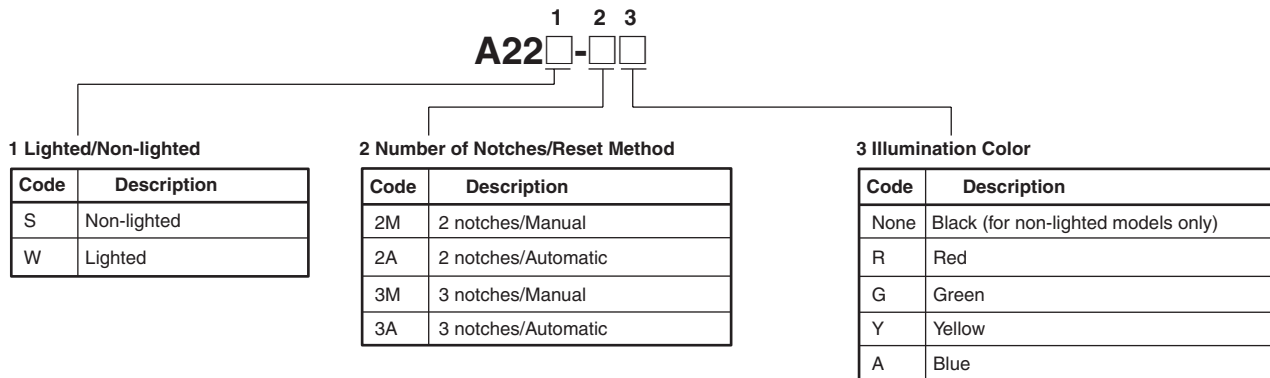 1 2 3
A22□-□□
1 Lighted/Non-lighted
Code Description
S Non-lighted
W Lighted
2 Number of Notches/Reset Method
Code Description
2M 2 notches/Manual
2A 2 notches/Automatic
3M 3 notches/Manual
3A 3 notches/Automatic
3 Illumination Color
Code Description
None Black (for non-lighted models only)
R Red
G Green
Y Yellow
A Blue